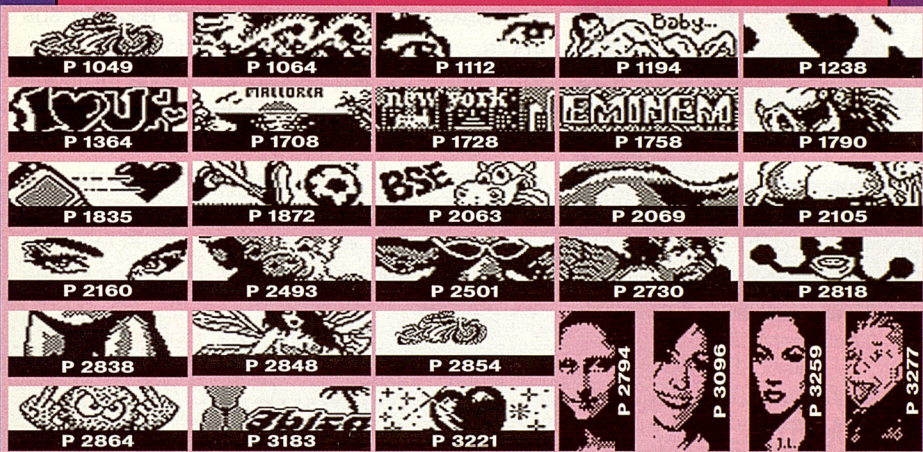 Baby...
P 1049 P 1064 P 1112 P 1194 P 1238
I U
MALLORCA
new york
EMINEM
P 1364 P 1708 P 1728 P 1758 P 1790
BSE
P 1835 P 1872 P 2063 P 2069 P 2105
P 2160 P 2493 P 2501 P 2730 P 2818
P 2838 P 2848 P 2854
P 2794
P 3096
P 3259
P 3277
J.L.
Ibiza
P 2864 P 3183 P 3221